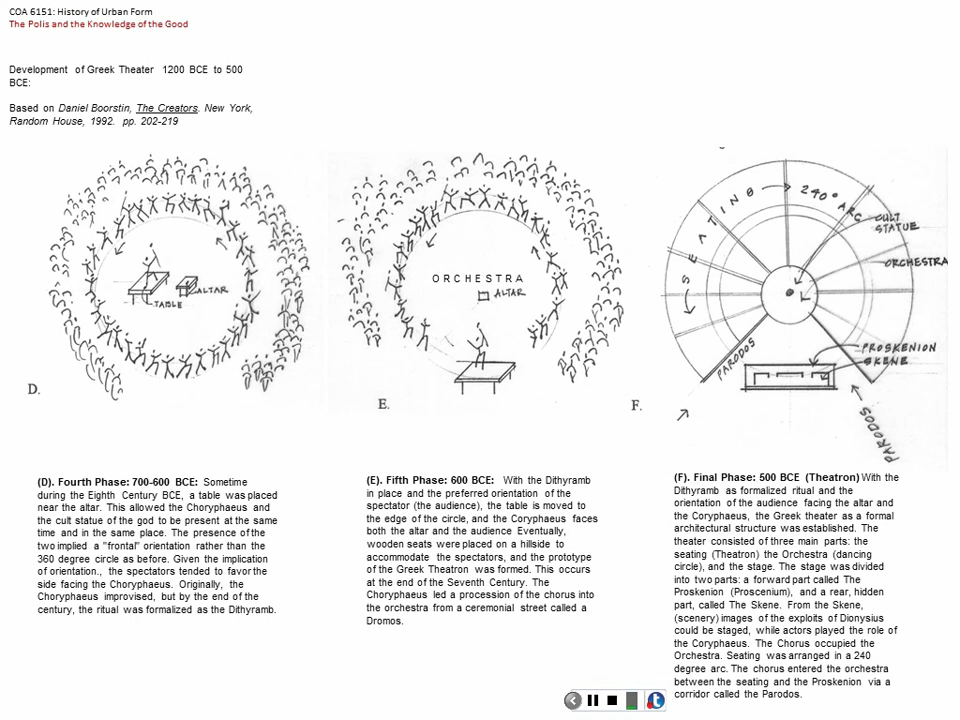 COA 6151: History of Urban Form
The Polis and the Knowledge of the Good
Development of Greek Theater 1200 BCE to 500
BCE:
Based on Daniel Boorstin, The Creators. New York,
Random House, 1992. pp. 202-219
TABLE
ALTAR
D.
ORCHESTRA
ALTAR
E.
SEATING
240° ARC
CULT
STATUE
ORCHESTRA
PROSKENION
SKENE
PARODOS
PARODOS
F.
(D). Fourth Phase: 700-600 BCE: Sometime
during the Eighth Century BCE, a table was placed
near the altar. This allowed the Choryphaeus and
the cult statue of the god to be present at the same
time and in the same place. The presence of the
two implied a "frontal" orientation rather than the
360 degree circle as before. Given the implication
of orientation., the spectators tended to favor the
side facing the Choryphaeus. Originally, the
Choryphaeus improvised, but by the end of the
century, the ritual was formalized as the Dithyramb.
(E). Fifth Phase: 600 BCE: With the Dithyramb
in place and the preferred orientation of the
spectator (the audience), the table is moved to
the edge of the circle, and the Coryphaeus faces
both the altar and the audience Eventually,
wooden seats were placed on a hillside to
accommodate the spectators, and the prototype
of the Greek Theatron was formed. This occurs
at the end of the Seventh Century. The
Choryphaeus led a procession of the chorus into
the orchestra from a ceremonial street called a
Dromos.
(F). Final Phase: 500 BCE (Theatron) With the
Dithyramb as formalized ritual and the
orientation of the audience facing the altar and
the Coryphaeus, the Greek theater as a formal
architectural structure was established. The
theater consisted of three main parts: the
seating (Theatron) the Orchestra (dancing
circle), and the stage. The stage was divided
into two parts: a forward part called The
Proskenion (Proscenium), and a rear, hidden
part, called The Skene. From the Skene,
(scenery) images of the exploits of Dionysius
could be staged, while actors played the role of
the Coryphaeus. The Chorus occupied the
Orchestra. Seating was arranged in a 240
degree arc. The chorus entered the orchestra
between the seating and the Proskenion via a
corridor called the Parodos.